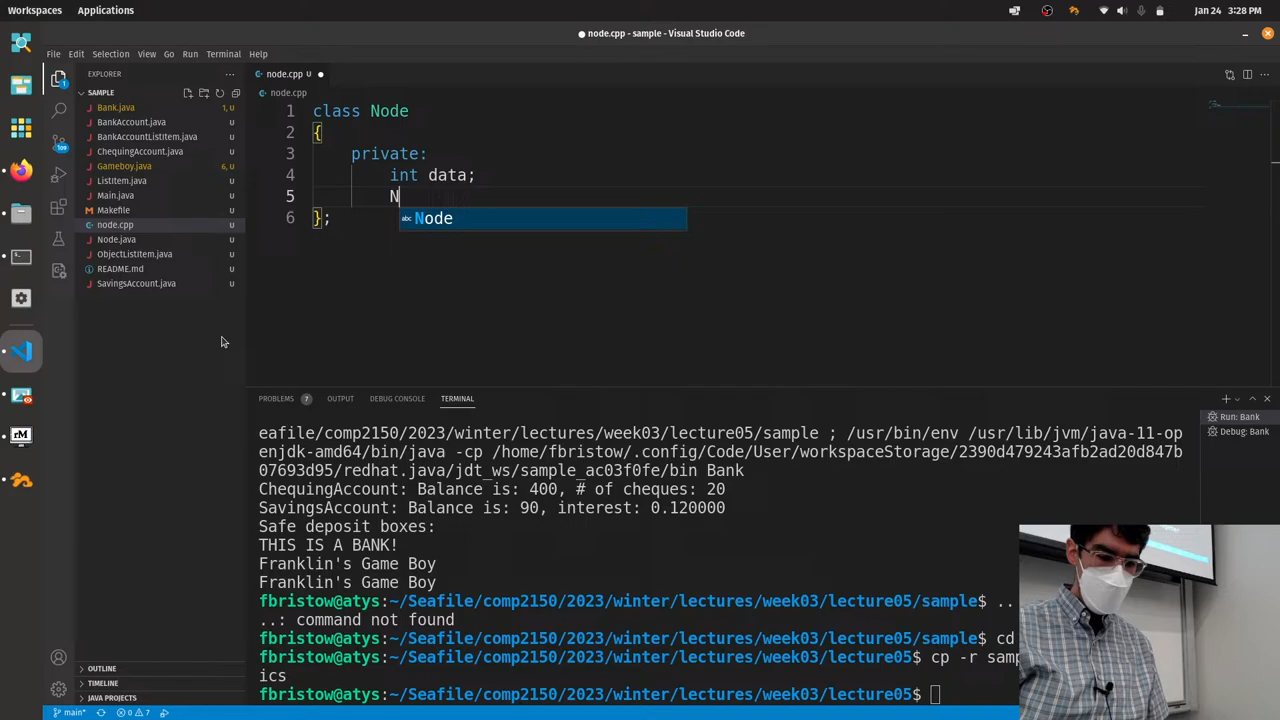 Workspaces Applications Jan 24 3:28 PM
node.cpp - sample - Visual Studio Code
File Edit Selection View Go Run Terminal Help
EXPLORER ···
node.cpp U ●
SAMPLE
node.cpp
Bank.java 1, U
BankAccount.java U
BankAccountListItem.java U
ChequingAccount.java U
Gameboy.java 6, U
ListItem.java U
Main.java U
Makefile U
node.cpp U
Node.java U
ObjectListItem.java U
README.md U
SavingsAccount.java U
1
109
1 class Node
2 {
3 private:
4 int data;
5 N
6 };
abc Node
PROBLEMS 7 OUTPUT DEBUG CONSOLE TERMINAL
Run: Bank
Debug: Bank
eafile/comp2150/2023/winter/lectures/week03/lecture05/sample ; /usr/bin/env /usr/lib/jvm/java-11-op
enjdk-amd64/bin/java -cp /home/fbristow/.config/Code/User/workspaceStorage/2390d479243afb2ad20d847b
07693d95/redhat.java/jdt_ws/sample_ac03f0fe/bin Bank
ChequingAccount: Balance is: 400, # of cheques: 20
SavingsAccount: Balance is: 90, interest: 0.120000
Safe deposit boxes:
THIS IS A BANK!
Franklin's Game Boy
Franklin's Game Boy
fbristow@atys:~/Seafile/comp2150/2023/winter/lectures/week03/lecture05/sample$ ..
..: command not found
fbristow@atys:~/Seafile/comp2150/2023/winter/lectures/week03/lecture05/sample$ cd
fbristow@atys:~/Seafile/comp2150/2023/winter/lectures/week03/lecture05$ cp -r samp
ics
fbristow@atys:~/Seafile/comp2150/2023/winter/lectures/week03/lecture05$
OUTLINE
TIMELINE
JAVA PROJECTS
main* 0 7
rM